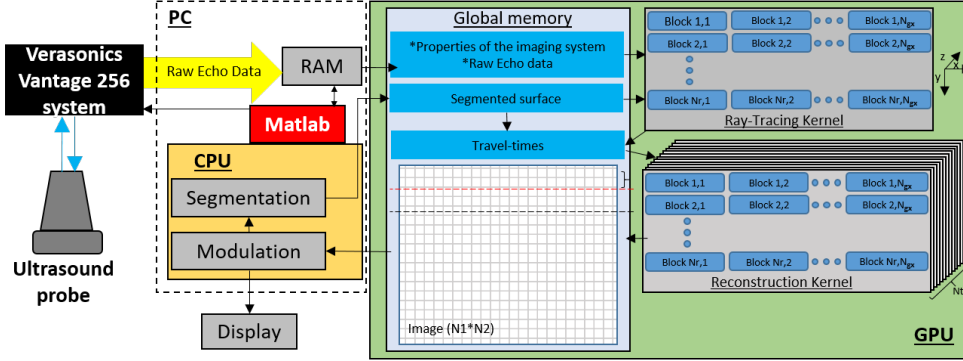 PC
Verasonics
Vantage 256
system
Raw Echo Data
RAM
Matlab
CPU
Segmentation
Modulation
Ultrasound
probe
Display
Global memory
*Properties of the imaging system
*Raw Echo data
Segmented surface
Travel-times
Image (N1*N2)
Block 1,1 Block 1,2 Block 1,Ngx
Block 2,1 Block 2,2 Block 2,Ngx
Block Nr,1 Block Nr,2 Block Nr,Ngx
Ray-Tracing Kernel
z
x
y
Block 1,1 Block 1,2 Block 1,Ngx
Block 2,1 Block 2,2 Block 2,Ngx
Block Nr,1 Block Nr,2 Block Nr,Ngx
Reconstruction Kernel
GPU